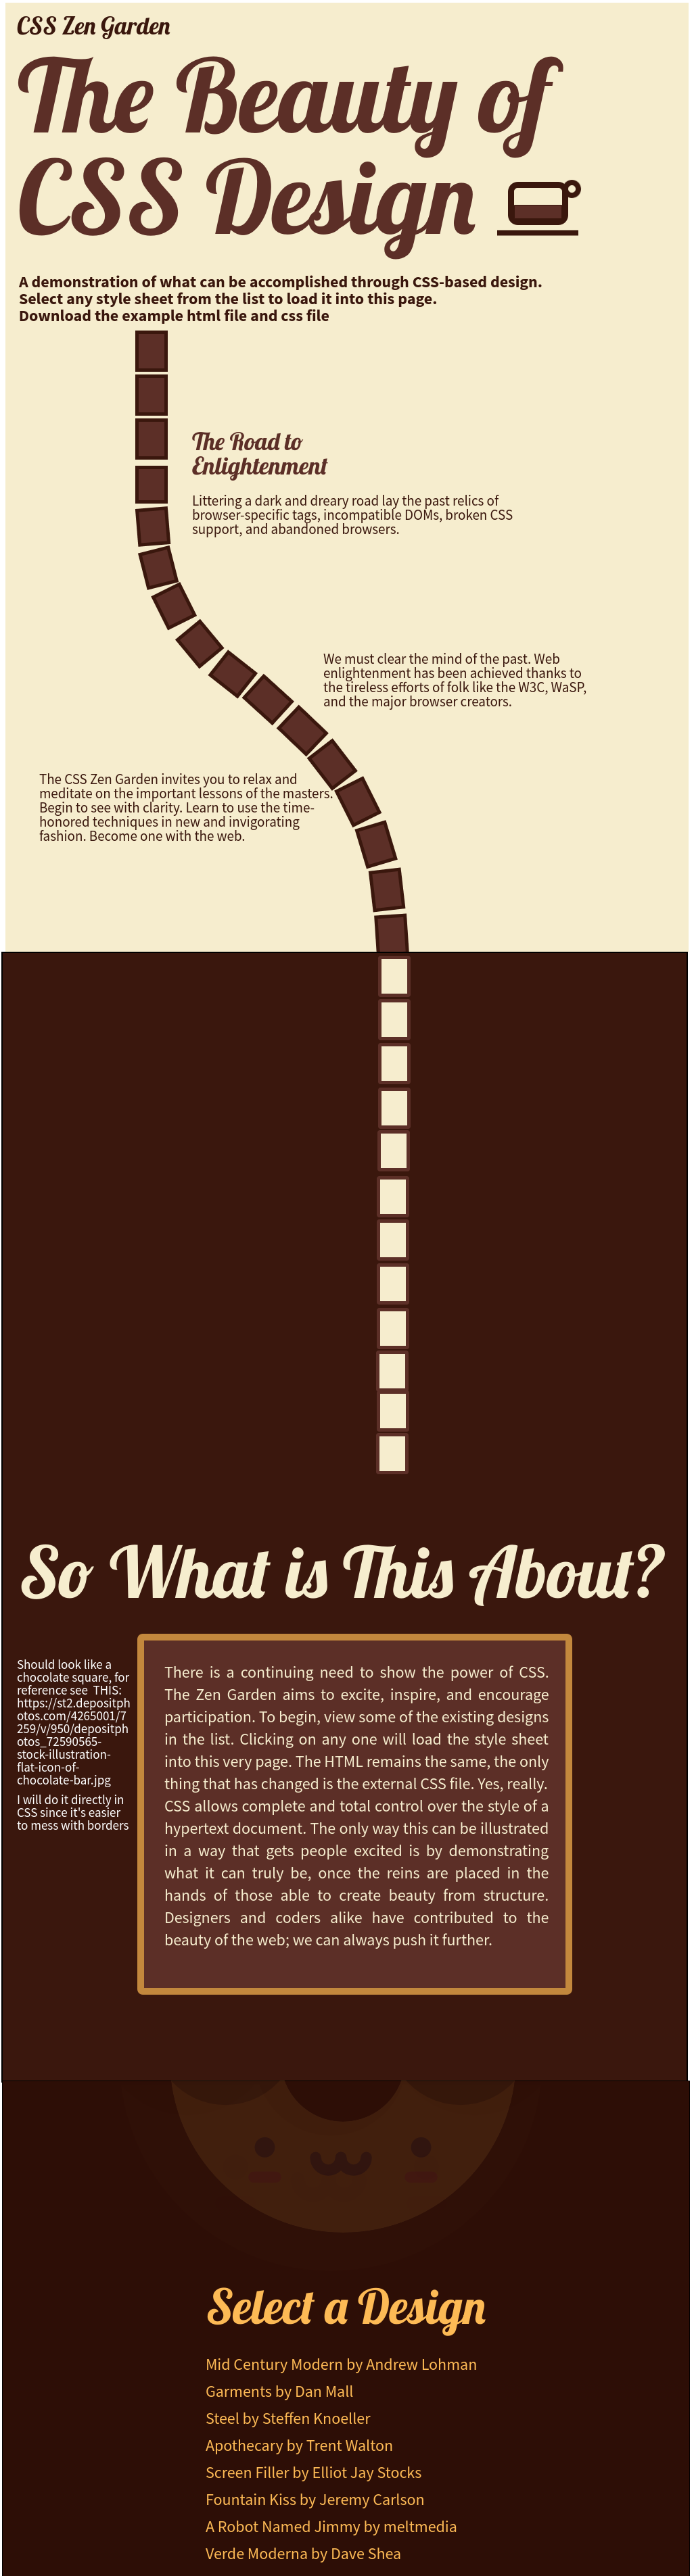 CSS Zen Garden
The Beauty of
CSS Design
A demonstration of what can be accomplished through CSS-based design.
Select any style sheet from the list to load it into this page.
Download the example html file and css file
The Road to
Enlightenment
Littering a dark and dreary road lay the past relics of
browser-specific tags, incompatible DOMs, broken CSS
support, and abandoned browsers.
We must clear the mind of the past. Web
enlightenment has been achieved thanks to
the tireless efforts of folk like the W3C, WaSP,
and the major browser creators.
The CSS Zen Garden invites you to relax and
meditate on the important lessons of the masters.
Begin to see with clarity. Learn to use the time-
honored techniques in new and invigorating
fashion. Become one with the web.
So What is This About?
Should look like a
chocolate square, for
reference see  THIS:
https://st2.depositph
otos.com/4265001/7
259/v/950/depositph
otos_72590565-
stock-illustration-
flat-icon-of-
chocolate-bar.jpg
I will do it directly in
CSS since it's easier
to mess with borders
There is a continuing need to show the power of CSS.
The Zen Garden aims to excite, inspire, and encourage
participation. To begin, view some of the existing designs
in the list. Clicking on any one will load the style sheet
into this very page. The HTML remains the same, the only
thing that has changed is the external CSS file. Yes, really.
CSS allows complete and total control over the style of a
hypertext document. The only way this can be illustrated
in a way that gets people excited is by demonstrating
what it can truly be, once the reins are placed in the
hands of those able to create beauty from structure.
Designers and coders alike have contributed to the
beauty of the web; we can always push it further.
Select a Design
Mid Century Modern by Andrew Lohman
Garments by Dan Mall
Steel by Steffen Knoeller
Apothecary by Trent Walton
Screen Filler by Elliot Jay Stocks
Fountain Kiss by Jeremy Carlson
A Robot Named Jimmy by meltmedia
Verde Moderna by Dave Shea